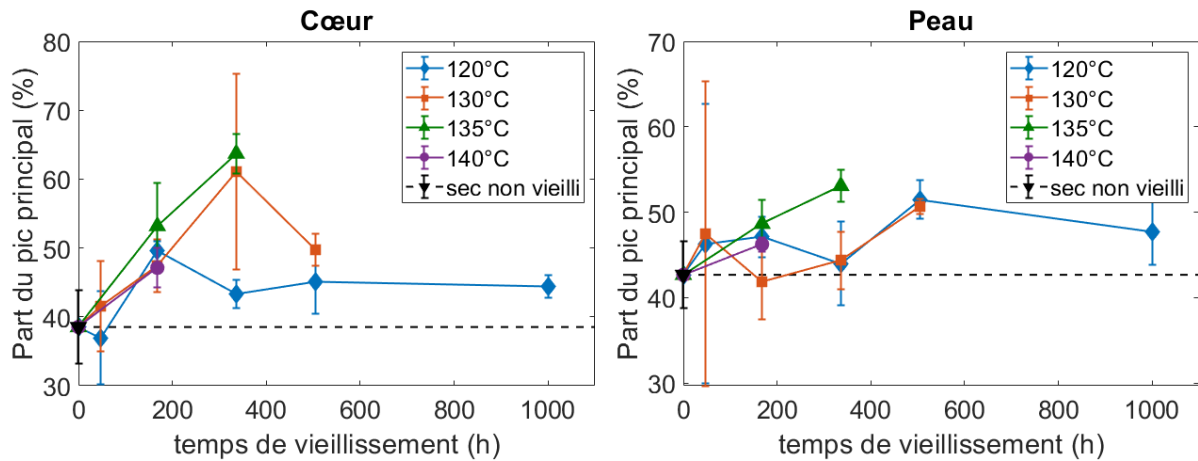 Cœur
Part du pic principal (%)
80
70
60
50
40
30
0
200
400
600
800
1000
temps de vieillissement (h)
120°C
130°C
135°C
140°C
sec non vieilli
Peau
Part du pic principal (%)
70
60
50
40
30
0
200
400
600
800
1000
temps de vieillissement (h)
120°C
130°C
135°C
140°C
sec non vieilli